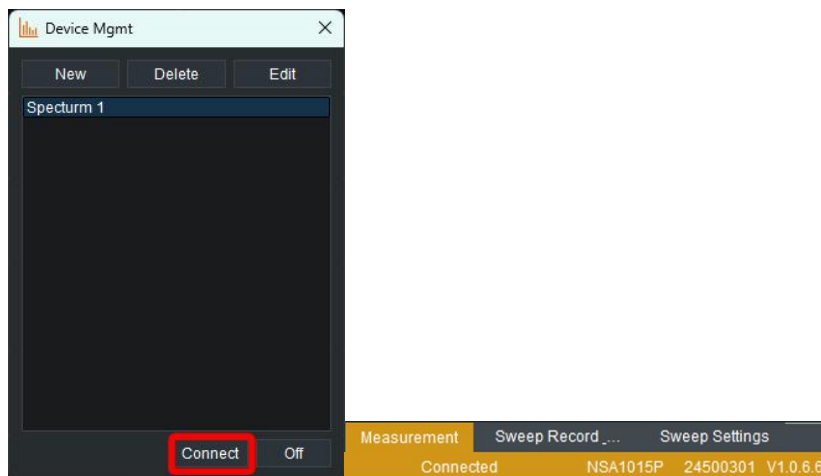 Device Mgmt
New Delete Edit
Specturm 1
Connect Off
Measurement Sweep Record_... Sweep Settings
Connected NSA1015P 24500301 V1.0.6.6